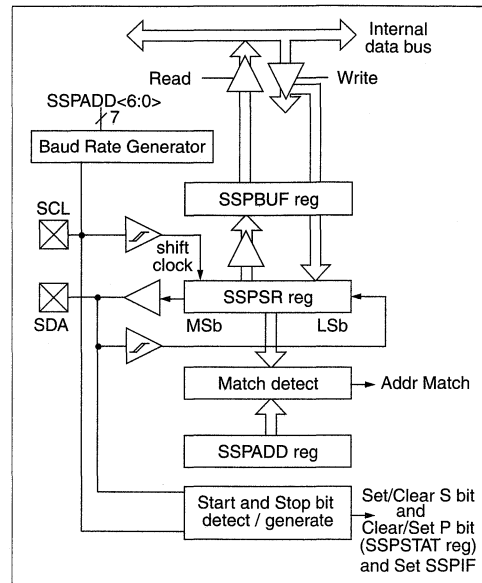 Internal
data bus
Read
Write
SSPADD<6:0>
7
Baud Rate Generator
SSPBUF reg
SCL
shift
clock
SSPSR reg
SDA
MSb
LSb
Match detect
Addr Match
SSPADD reg
Start and Stop bit
detect / generate
Set/Clear S bit
and
Clear/Set P bit
(SSPSTAT reg)
and Set SSPIF